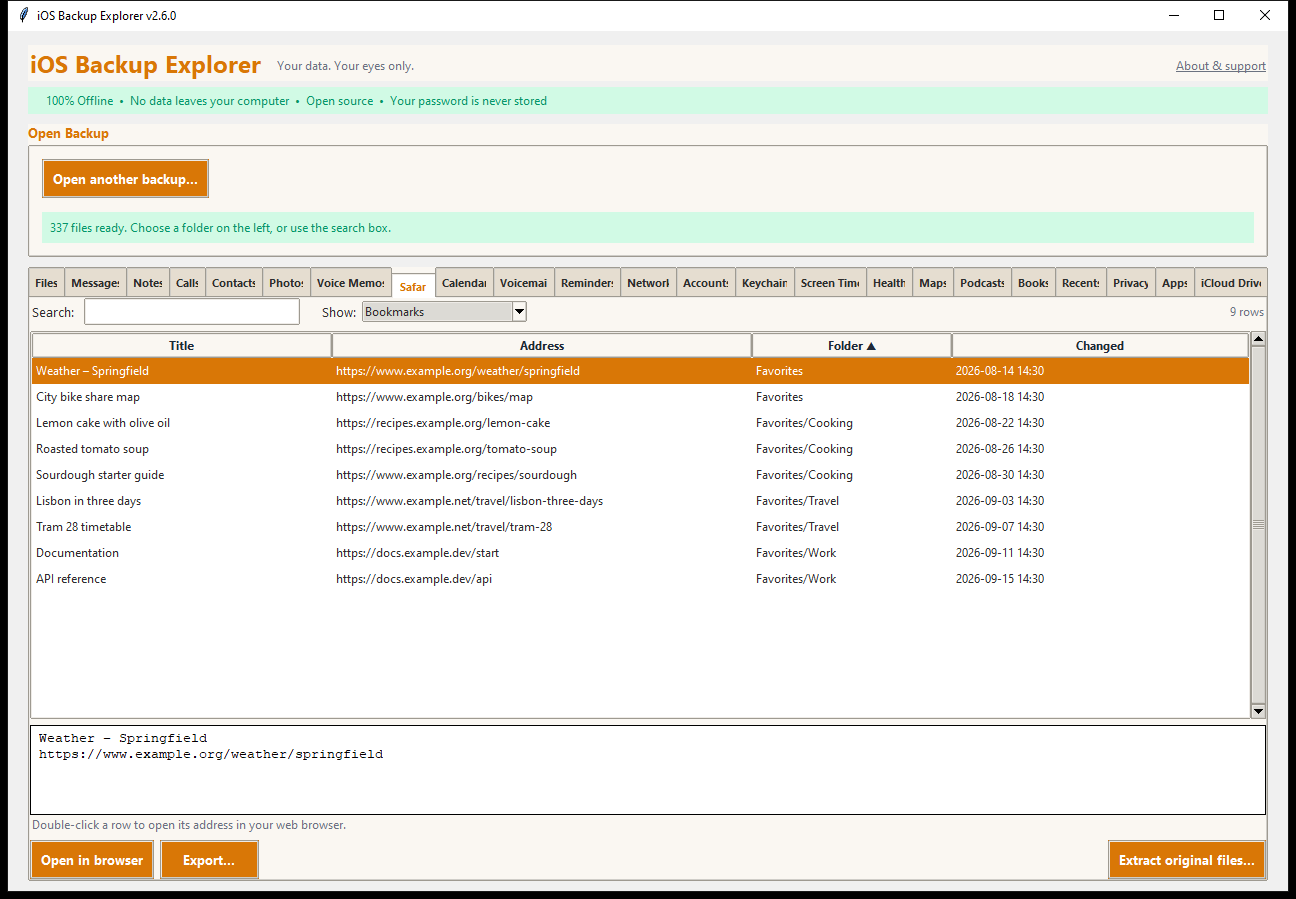 iOS Backup Explorer v2.6.0
iOS Backup Explorer Your data. Your eyes only. About & support
100% Offline • No data leaves your computer • Open source • Your password is never stored
Open Backup
Open another backup...
337 files ready. Choose a folder on the left, or use the search box.
Files Messages Notes Calls Contacts Photos Voice Memos Safar Calendar Voicemai Reminders Network Accounts Keychain Screen Time Health Maps Podcasts Books Recents Privacy Apps iCloud Drive
Search: Show: Bookmarks 9 rows
Title Address Folder ▲ Changed
Weather – Springfield https://www.example.org/weather/springfield Favorites 2026-08-14 14:30
City bike share map https://www.example.org/bikes/map Favorites 2026-08-18 14:30
Lemon cake with olive oil https://recipes.example.org/lemon-cake Favorites/Cooking 2026-08-22 14:30
Roasted tomato soup https://recipes.example.org/tomato-soup Favorites/Cooking 2026-08-26 14:30
Sourdough starter guide https://www.example.org/recipes/sourdough Favorites/Cooking 2026-08-30 14:30
Lisbon in three days https://www.example.net/travel/lisbon-three-days Favorites/Travel 2026-09-03 14:30
Tram 28 timetable https://www.example.net/travel/tram-28 Favorites/Travel 2026-09-07 14:30
Documentation https://docs.example.dev/start Favorites/Work 2026-09-11 14:30
API reference https://docs.example.dev/api Favorites/Work 2026-09-15 14:30
Weather – Springfield
https://www.example.org/weather/springfield
Double-click a row to open its address in your web browser.
Open in browser Export... Extract original files...